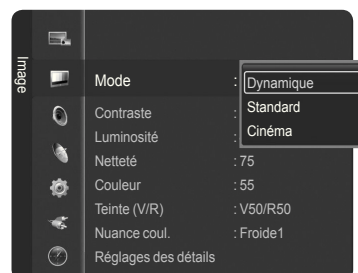 Image
Mode : Dynamique
Standard
Contraste :
Cinéma
Luminosité :
Netteté : 75
Couleur : 55
Teinte (V/R) : V50/R50
Nuance coul. : Froide1
Réglages des détails